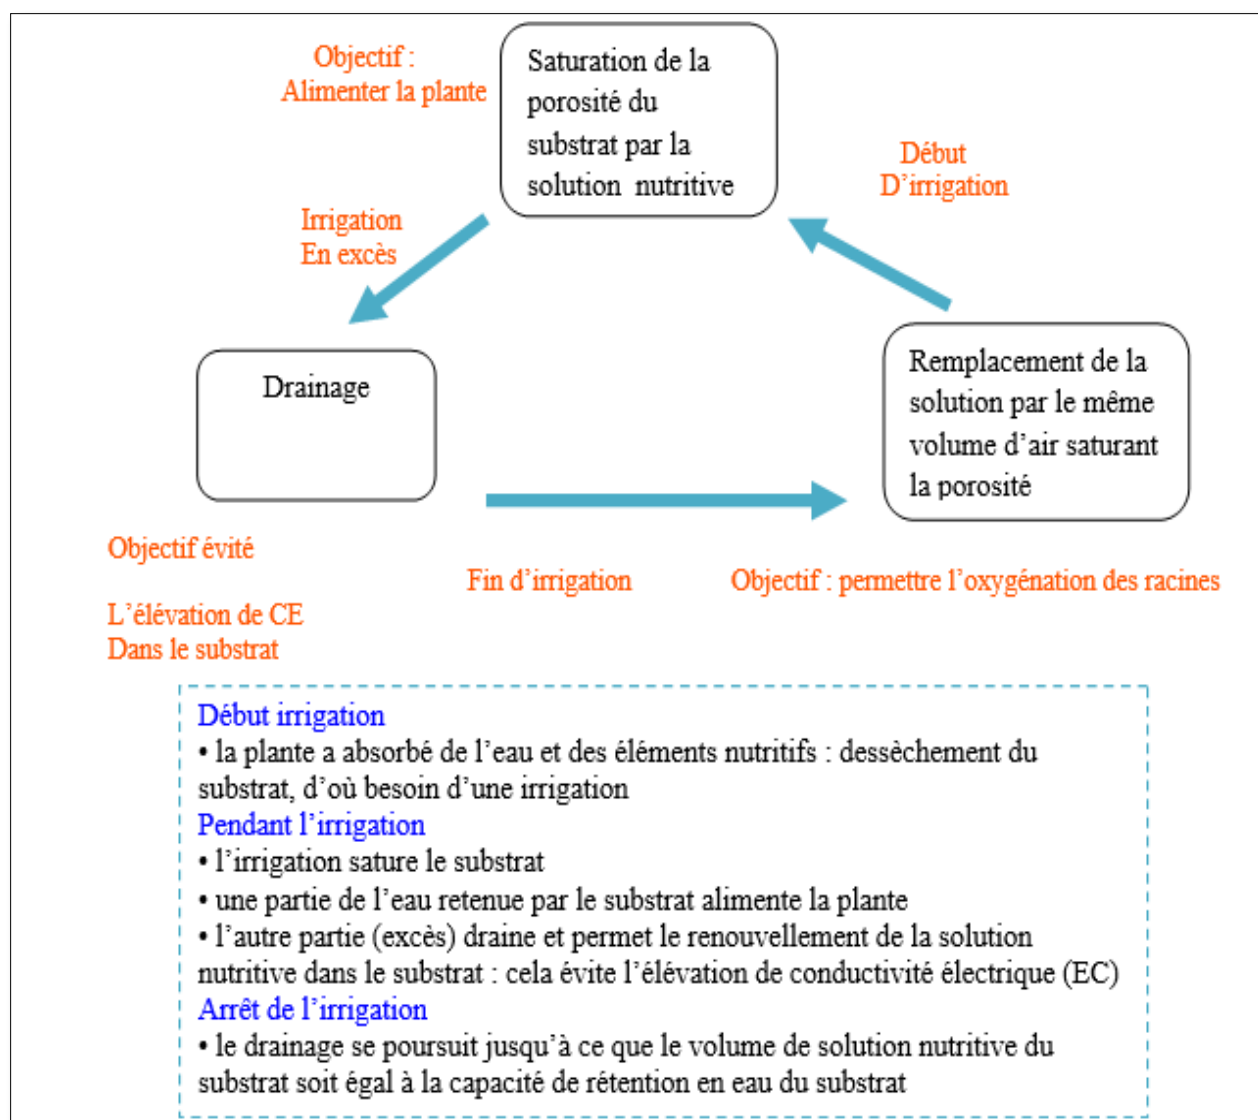 Objectif :
Alimenter la plante
Saturation de la
porosité du
substrat par la
solution nutritive
Début
D’irrigation
Irrigation
En excès
Drainage
Remplacement de la
solution par le même
volume d’air saturant
la porosité
Objectif évité
L’élévation de CE
Dans le substrat
Fin d’irrigation
Objectif : permettre l’oxygénation des racines
Début irrigation
• la plante a absorbé de l’eau et des éléments nutritifs : dessèchement du
substrat, d’où besoin d’une irrigation
Pendant l’irrigation
• l’irrigation sature le substrat
• une partie de l’eau retenue par le substrat alimente la plante
• l’autre partie (excès) draine et permet le renouvellement de la solution
nutritive dans le substrat : cela évite l’élévation de conductivité électrique (EC)
Arrêt de l’irrigation
• le drainage se poursuit jusqu’à ce que le volume de solution nutritive du
substrat soit égal à la capacité de rétention en eau du substrat